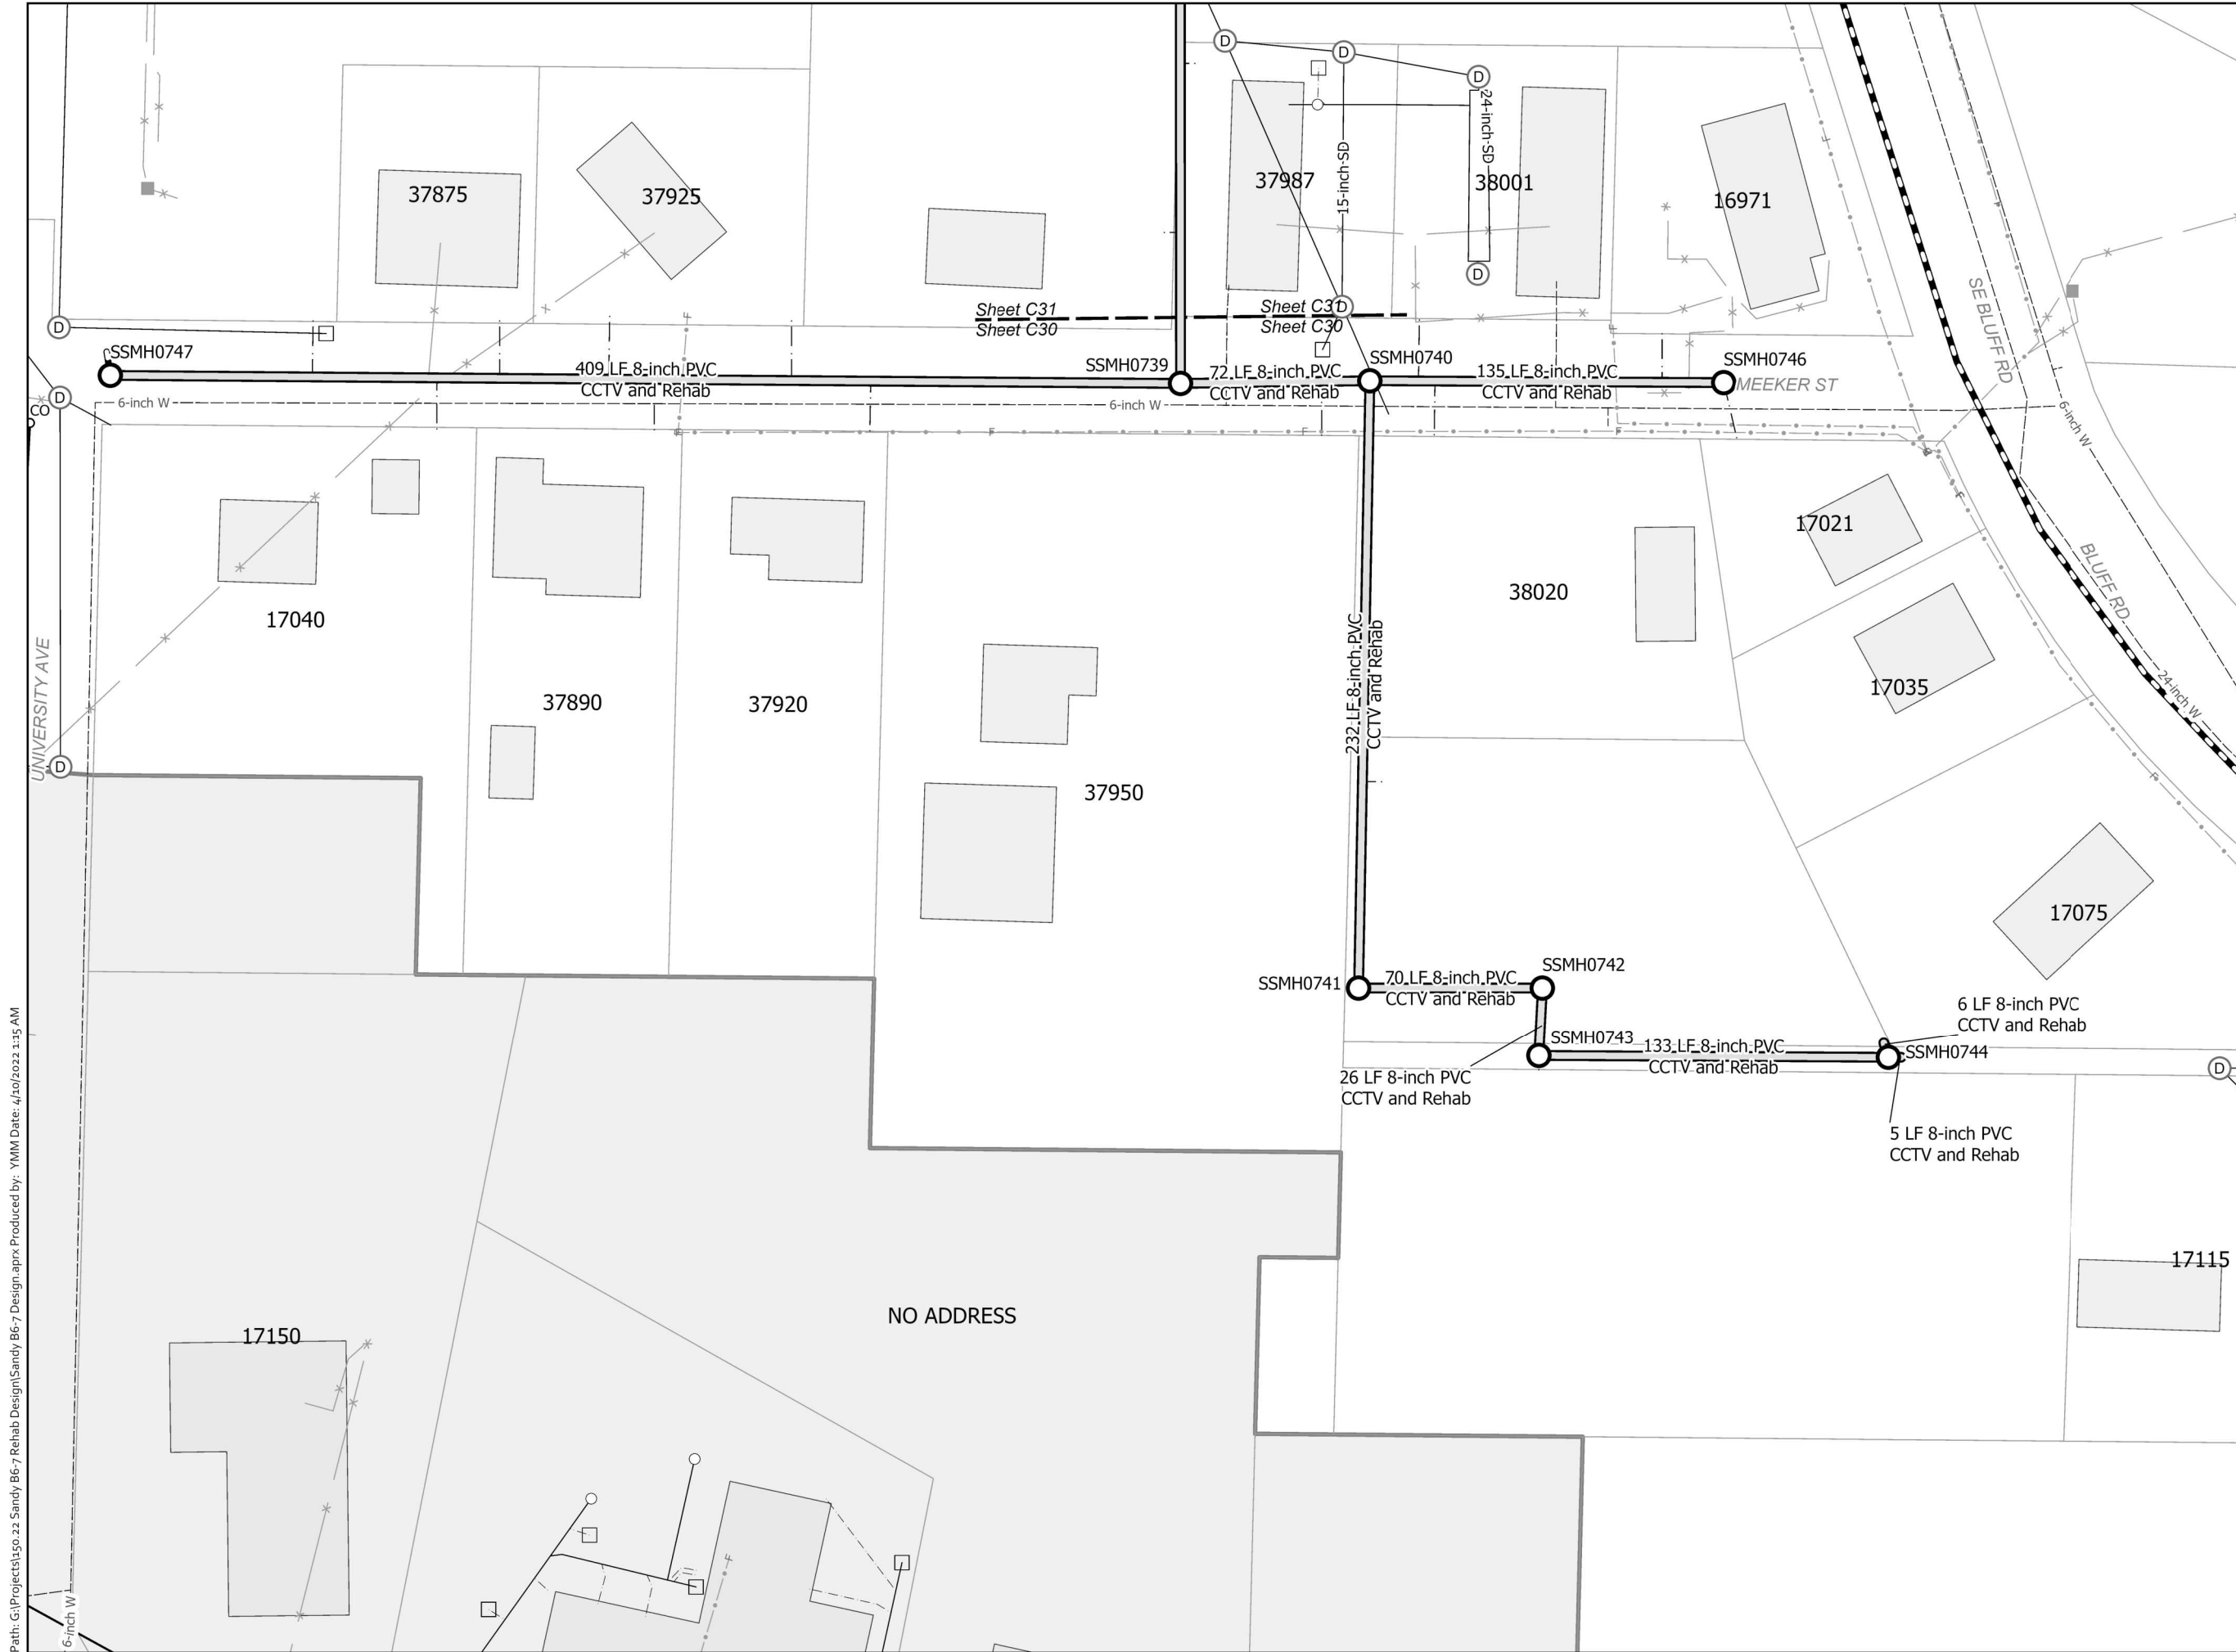 24-inch-SD
15-inch-SD
37875
37925
37987
38001
16971
Sheet C31
Sheet C30
Sheet C31
Sheet C30
SE BLUFF RD
SSMH0747
409 LF 8-inch PVC
CCTV and Rehab
SSMH0739
72 LF 8-inch PVC
CCTV and Rehab
SSMH0740
135 LF 8-inch PVC
CCTV and Rehab
SSMH0746
MEEKER ST
CO
6-inch W
6-inch W
6-inch W
BLUFF RD
17021
17040
38020
17035
24-inch W
UNIVERSITY AVE
37890
37920
37950
232 LF 8-inch PVC
CCTV and Rehab
17075
SSMH0741
70 LF 8-inch PVC
CCTV and Rehab
SSMH0742
6 LF 8-inch PVC
CCTV and Rehab
SSMH0743
133 LF 8-inch PVC
CCTV and Rehab
SSMH0744
26 LF 8-inch PVC
CCTV and Rehab
5 LF 8-inch PVC
CCTV and Rehab
17115
NO ADDRESS
17150
6-inch W
Path: G:\Projects\150.22 Sandy B6-7 Rehab Design\Sandy B6-7 Design.aprx Produced by: YMM Date: 4/10/2022 1:15 AM
D
D
D
D
D
D
D
D
D
F
F
F
F
F
F